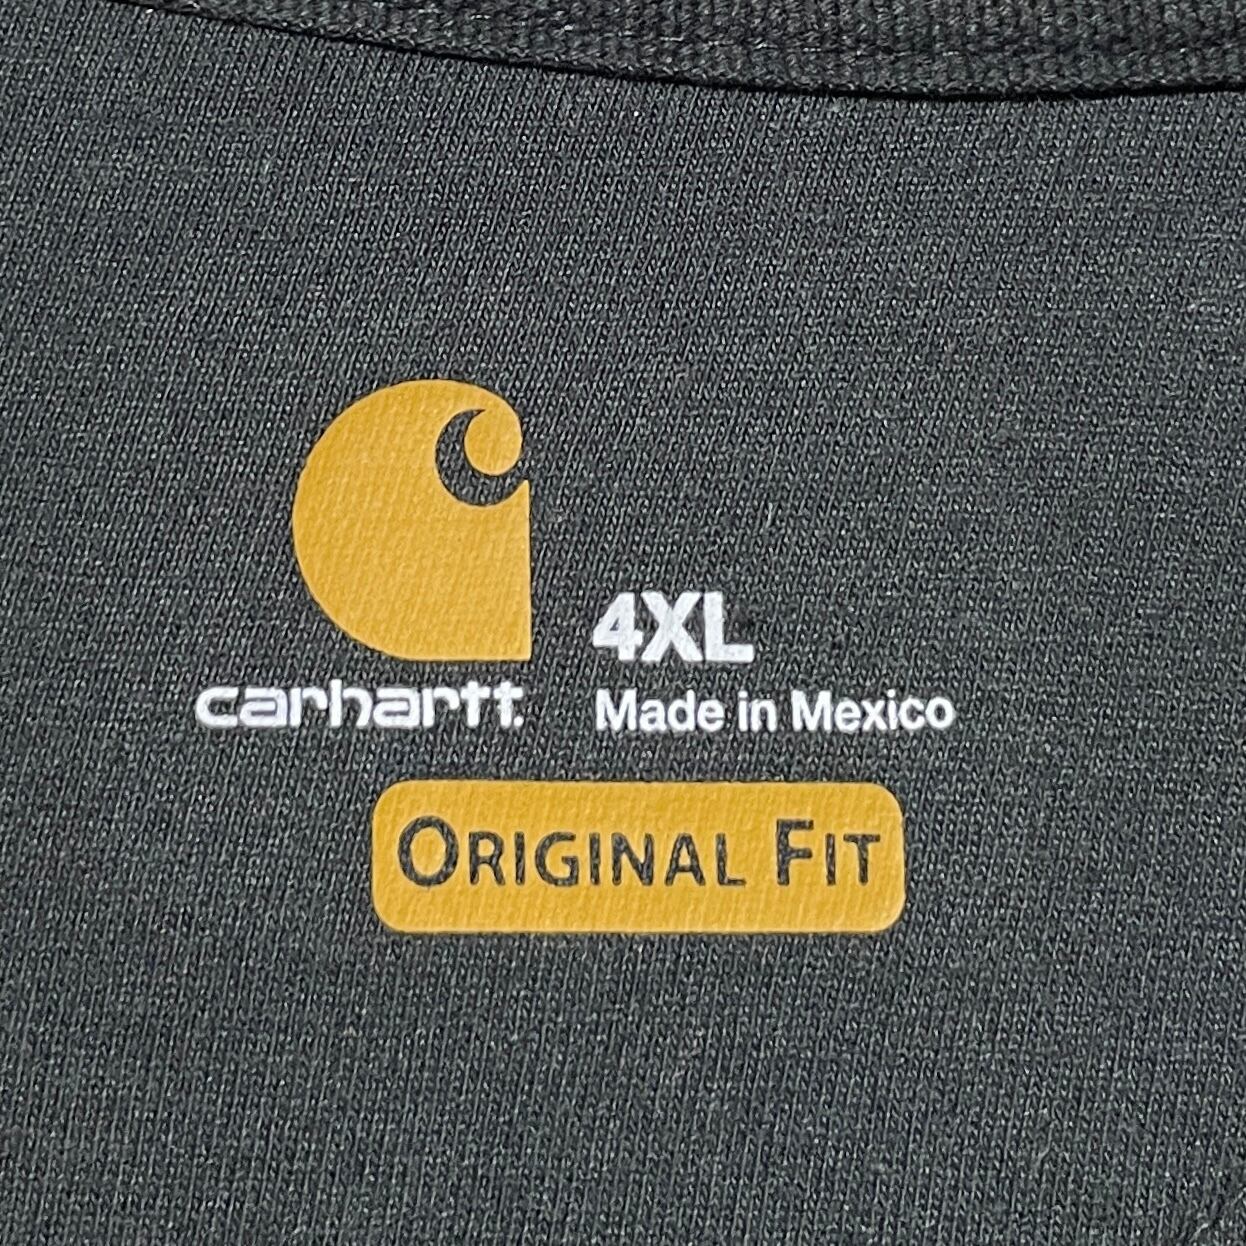 4XL
carhartt.
Made in Mexico
ORIGINAL FIT